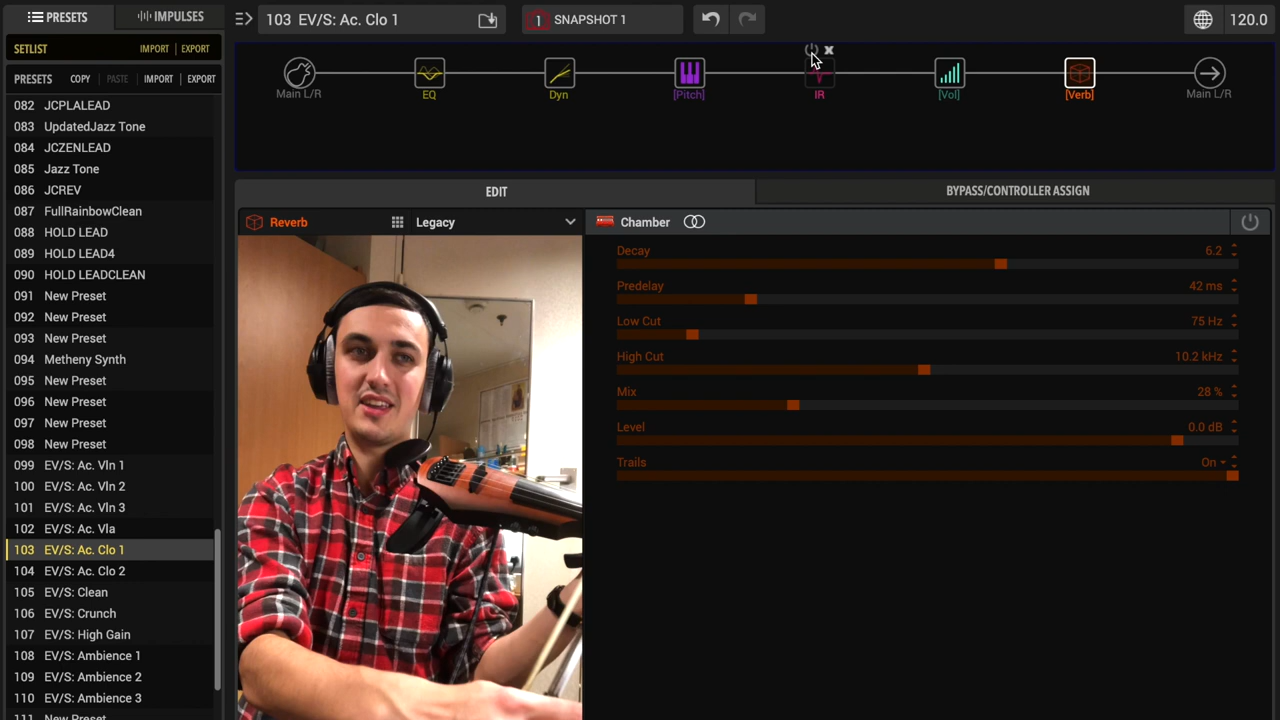 PRESETS
IMPULSES
103 EV/S: Ac. Clo 1
1 SNAPSHOT 1
120.0
SETLIST IMPORT | EXPORT
PRESETS COPY PASTE IMPORT EXPORT
082 JCPLALEAD
083 UpdatedJazz Tone
084 JCZENLEAD
085 Jazz Tone
086 JCREV
087 FullRainbowClean
088 HOLD LEAD
089 HOLD LEAD4
090 HOLD LEADCLEAN
091 New Preset
092 New Preset
093 New Preset
094 Metheny Synth
095 New Preset
096 New Preset
097 New Preset
098 New Preset
099 EV/S: Ac. Vln 1
100 EV/S: Ac. Vln 2
101 EV/S: Ac. Vln 3
102 EV/S: Ac. Vla
103 EV/S: Ac. Clo 1
104 EV/S: Ac. Clo 2
105 EV/S: Clean
106 EV/S: Crunch
107 EV/S: High Gain
108 EV/S: Ambience 1
109 EV/S: Ambience 2
110 EV/S: Ambience 3
111 New Preset
Main L/R
EQ
Dyn
[Pitch]
IR
[Vol]
[Verb]
Main L/R
EDIT
BYPASS/CONTROLLER ASSIGN
Reverb
Legacy
Chamber
Decay 6.2
Predelay 42 ms
Low Cut 75 Hz
High Cut 10.2 kHz
Mix 28 %
Level 0.0 dB
Trails On